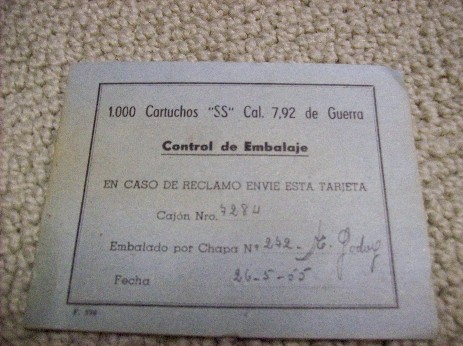 1.000 Cartuchos "SS" Cal. 7,92 de Guerra
Control de Embalaje
EN CASO DE RECLAMO ENVIE ESTA TARJETA
Cajón Nro. 7284
Embalado por Chapa Nº 242- Godoy
Fecha 26-5-55